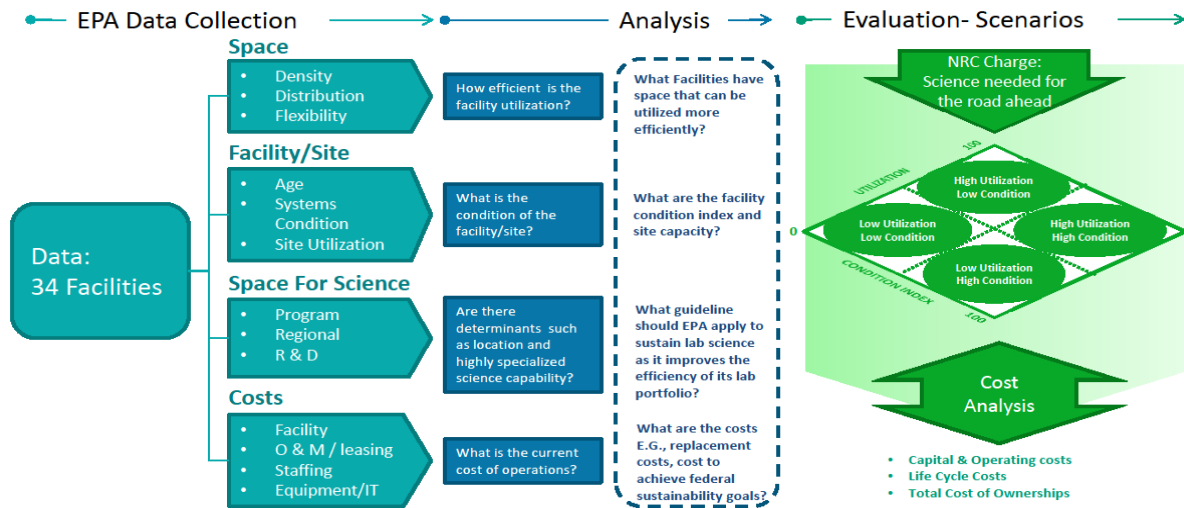 EPA Data Collection
Analysis
Evaluation- Scenarios
Data:
34 Facilities
Space
• Density
• Distribution
• Flexibility
Facility/Site
• Age
• Systems
Condition
• Site Utilization
Space For Science
• Program
• Regional
• R & D
Costs
• Facility
• O & M / leasing
• Staffing
• Equipment/IT
How efficient is the
facility utilization?
What is the
condition of the
facility/site?
Are there
determinants such
as location and
highly specialized
science capability?
What is the current
cost of operations?
What Facilities have
space that can be
utilized more
efficiently?
What are the facility
condition index and
site capacity?
What guideline
should EPA apply to
sustain lab science
as it improves the
efficiency of its lab
portfolio?
What are the costs
E.G., replacement
costs, cost to
achieve federal
sustainability goals?
NRC Charge:
Science needed for
the road ahead
100
UTILIZATION
High Utilization
Low Condition
0
Low Utilization
Low Condition
High Utilization
High Condition
Low Utilization
High Condition
CONDITION INDEX
100
Cost
Analysis
• Capital & Operating costs
• Life Cycle Costs
• Total Cost of Ownerships